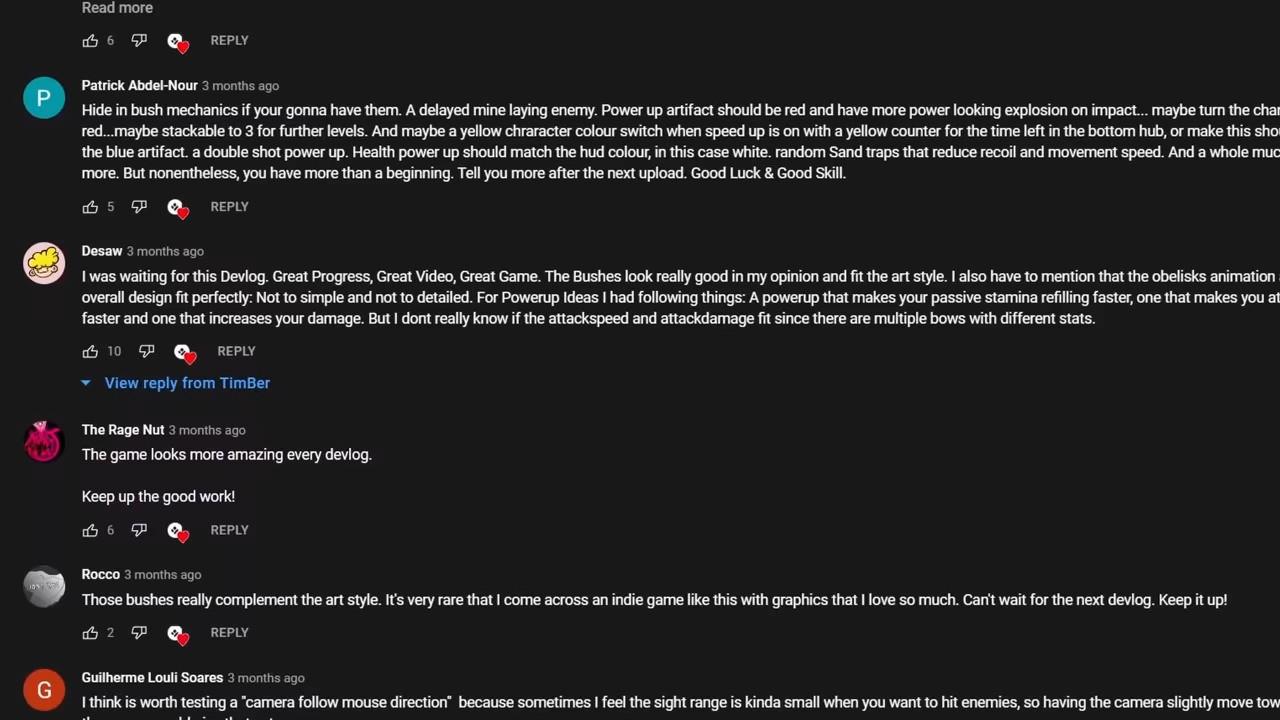 Read more
6 REPLY
P
Patrick Abdel-Nour 3 months ago
Hide in bush mechanics if your gonna have them. A delayed mine laying enemy. Power up artifact should be red and have more power looking explosion on impact... maybe turn the
red...maybe stackable to 3 for further levels. And maybe a yellow chraracter colour switch when speed up is on with a yellow counter for the time left in the bottom hub, or make this
the blue artifact. a double shot power up. Health power up should match the hud colour, in this case white. random Sand traps that reduce recoil and movement speed. And a whole
more. But nonetheless, you have more than a beginning. Tell you more after the next upload. Good Luck & Good Skill.
5 REPLY
Desaw 3 months ago
I was waiting for this Devlog. Great Progress, Great Video, Great Game. The Bushes look really good in my opinion and fit the art style. I also have to mention that the obelisks animation
overall design fit perfectly: Not to simple and not to detailed. For Powerup Ideas I had following things: A powerup that makes your passive stamina refilling faster, one that makes you
faster and one that increases your damage. But I dont really know if the attackspeed and attackdamage fit since there are multiple bows with different stats.
10 REPLY
View reply from TimBer
The Rage Nut 3 months ago
The game looks more amazing every devlog.
Keep up the good work!
6 REPLY
Rocco 3 months ago
Those bushes really complement the art style. It's very rare that I come across an indie game like this with graphics that I love so much. Can't wait for the next devlog. Keep it up!
2 REPLY
G
Guilherme Louli Soares 3 months ago
I think is worth testing a "camera follow mouse direction" because sometimes I feel the sight range is kinda small when you want to hit enemies, so having the camera slightly move